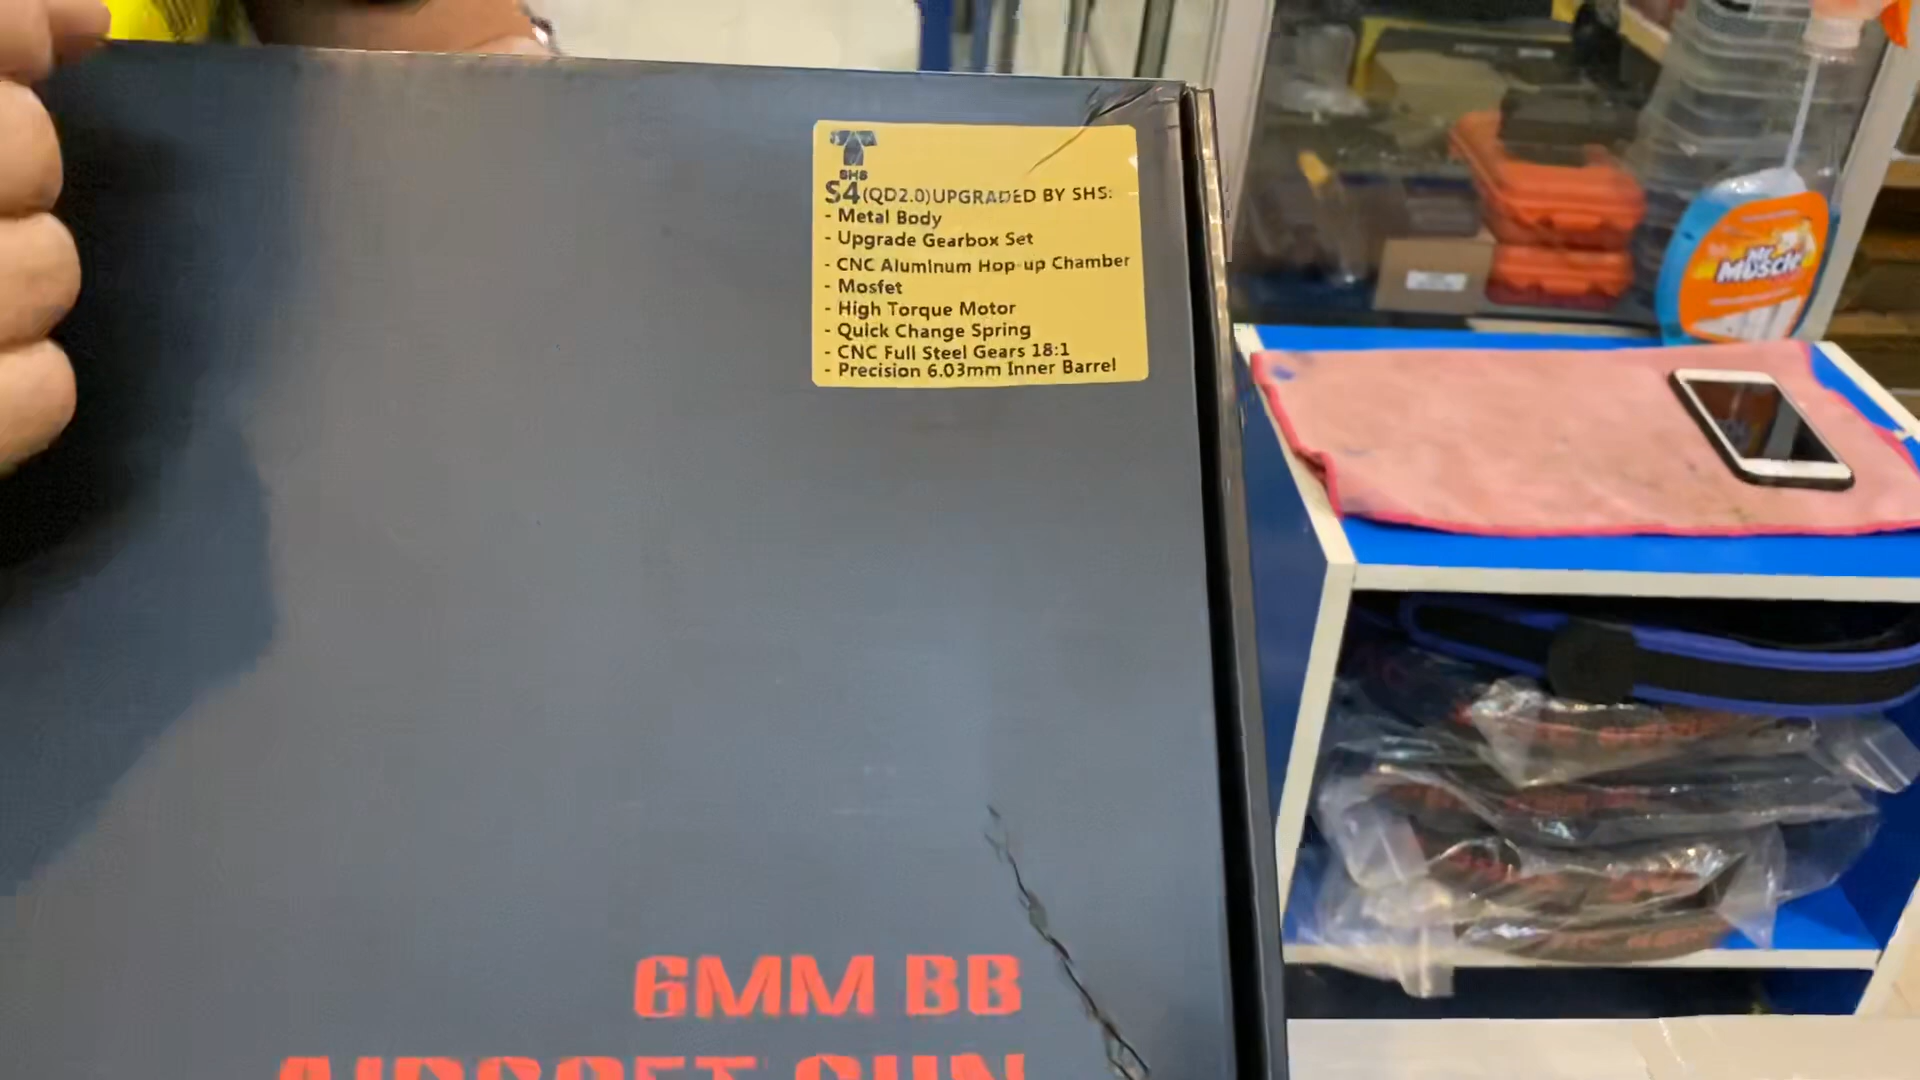 SHS
S4(QD2.0)UPGRADED BY SHS:
- Metal Body
- Upgrade Gearbox Set
- CNC Aluminum Hop-up Chamber
- Mosfet
- High Torque Motor
- Quick Change Spring
- CNC Full Steel Gears 18:1
- Precision 6.03mm Inner Barrel
6MM BB
AIRSOFT GUN
Mr
Muscle